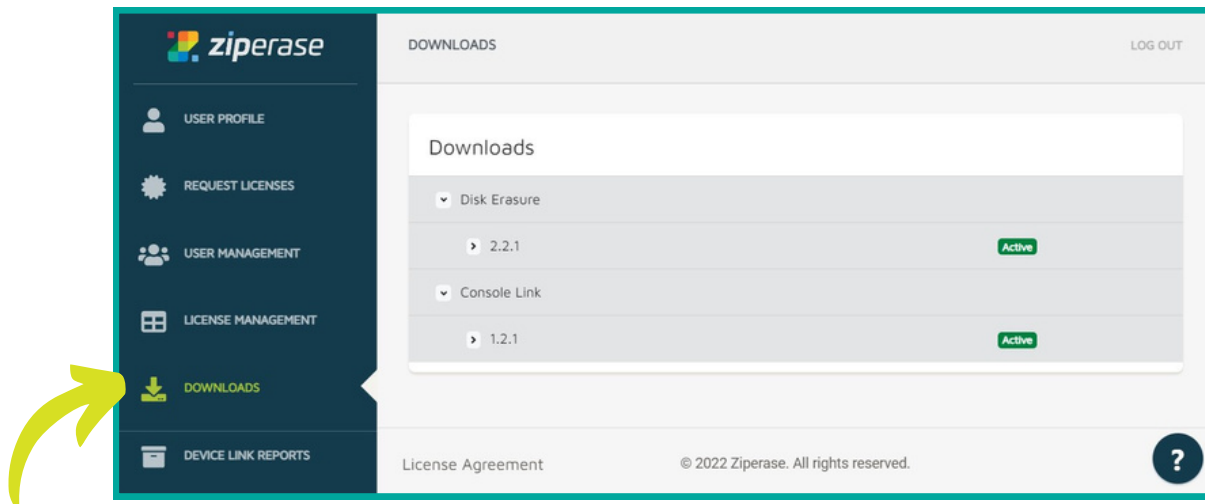 ziperase
DOWNLOADS
LOG OUT
USER PROFILE
REQUEST LICENSES
USER MANAGEMENT
LICENSE MANAGEMENT
DOWNLOADS
DEVICE LINK REPORTS
Downloads
Disk Erasure
2.2.1 Active
Console Link
1.2.1 Active
License Agreement
© 2022 Ziperase. All rights reserved.
?